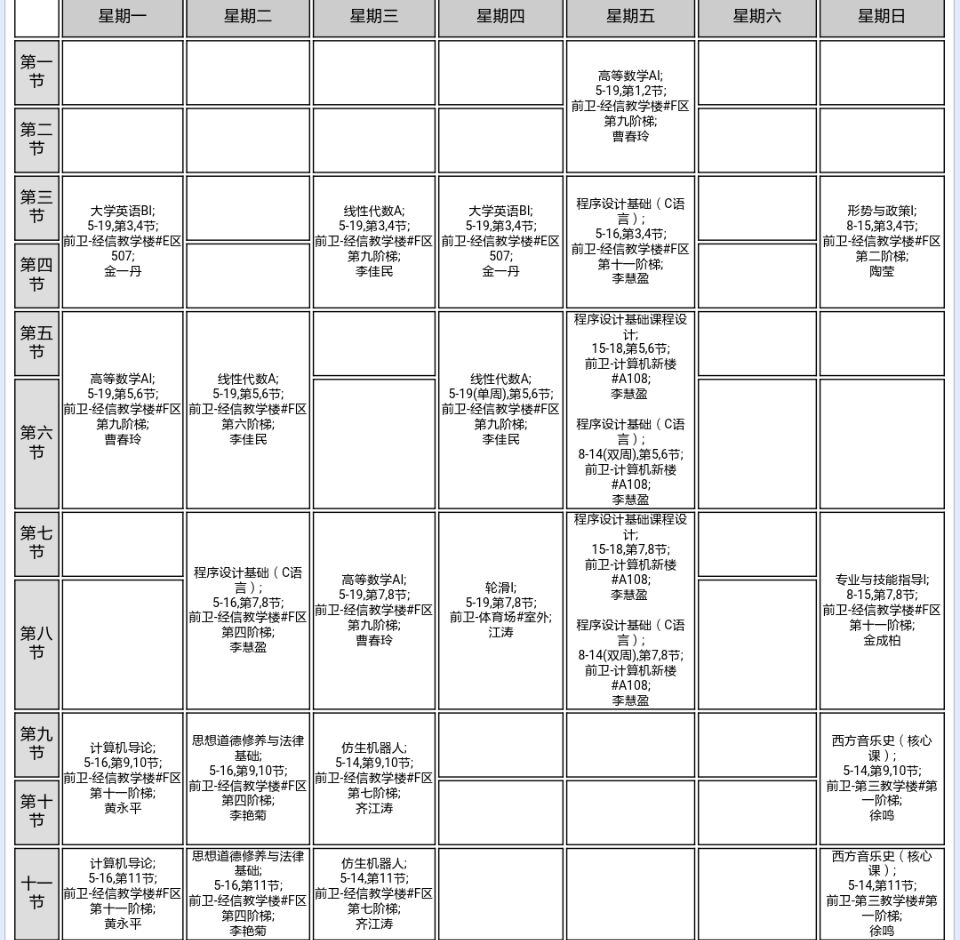 星期一 星期二 星期三 星期四 星期五 星期六 星期日
第一节
高等数学AI;
5-19,第1,2节;
前卫-经信教学楼#F区
第九阶梯;
曹春玲
第二节
第三节
大学英语BI;
5-19,第3,4节;
前卫-经信教学楼#E区
507;
金一丹
线性代数A;
5-19,第3,4节;
前卫-经信教学楼#F区
第九阶梯;
李佳民
大学英语BI;
5-19,第3,4节;
前卫-经信教学楼#E区
507;
金一丹
程序设计基础（C语
言）;
5-16,第3,4节;
前卫-经信教学楼#F区
第十一阶梯;
李慧盈
形势与政策I;
8-15,第3,4节;
前卫-经信教学楼#F区
第二阶梯;
陶莹
第四节
第五节
高等数学AI;
5-19,第5,6节;
前卫-经信教学楼#F区
第九阶梯;
曹春玲
线性代数A;
5-19,第5,6节;
前卫-经信教学楼#F区
第六阶梯;
李佳民
线性代数A;
5-19(单周),第5,6节;
前卫-经信教学楼#F区
第九阶梯;
李佳民
程序设计基础课程设
计;
15-18,第5,6节;
前卫-计算机新楼
#A108;
李慧盈
程序设计基础（C语
言）;
8-14(双周),第5,6节;
前卫-计算机新楼
#A108;
李慧盈
第六节
第七节
程序设计基础（C语
言）;
5-16,第7,8节;
前卫-经信教学楼#F区
第四阶梯;
李慧盈
高等数学AI;
5-19,第7,8节;
前卫-经信教学楼#F区
第九阶梯;
曹春玲
轮滑I;
5-19,第7,8节;
前卫-体育场#室外;
江涛
程序设计基础课程设
计;
15-18,第7,8节;
前卫-计算机新楼
#A108;
李慧盈
程序设计基础（C语
言）;
8-14(双周),第7,8节;
前卫-计算机新楼
#A108;
李慧盈
专业与技能指导I;
8-15,第7,8节;
前卫-经信教学楼#F区
第十一阶梯;
金成柏
第八节
第九节
计算机导论;
5-16,第9,10节;
前卫-经信教学楼#F区
第十一阶梯;
黄永平
思想道德修养与法律
基础;
5-16,第9,10节;
前卫-经信教学楼#F区
第四阶梯;
李艳菊
仿生机器人;
5-14,第9,10节;
前卫-经信教学楼#F区
第七阶梯;
齐江涛
西方音乐史（核心
课）;
5-14,第9,10节;
前卫-第三教学楼#第
一阶梯;
徐鸣
第十节
十一节
计算机导论;
5-16,第11节;
前卫-经信教学楼#F区
第十一阶梯;
黄永平
思想道德修养与法律
基础;
5-16,第11节;
前卫-经信教学楼#F区
第四阶梯;
李艳菊
仿生机器人;
5-14,第11节;
前卫-经信教学楼#F区
第七阶梯;
齐江涛
西方音乐史（核心
课）;
5-14,第11节;
前卫-第三教学楼#第
一阶梯;
徐鸣